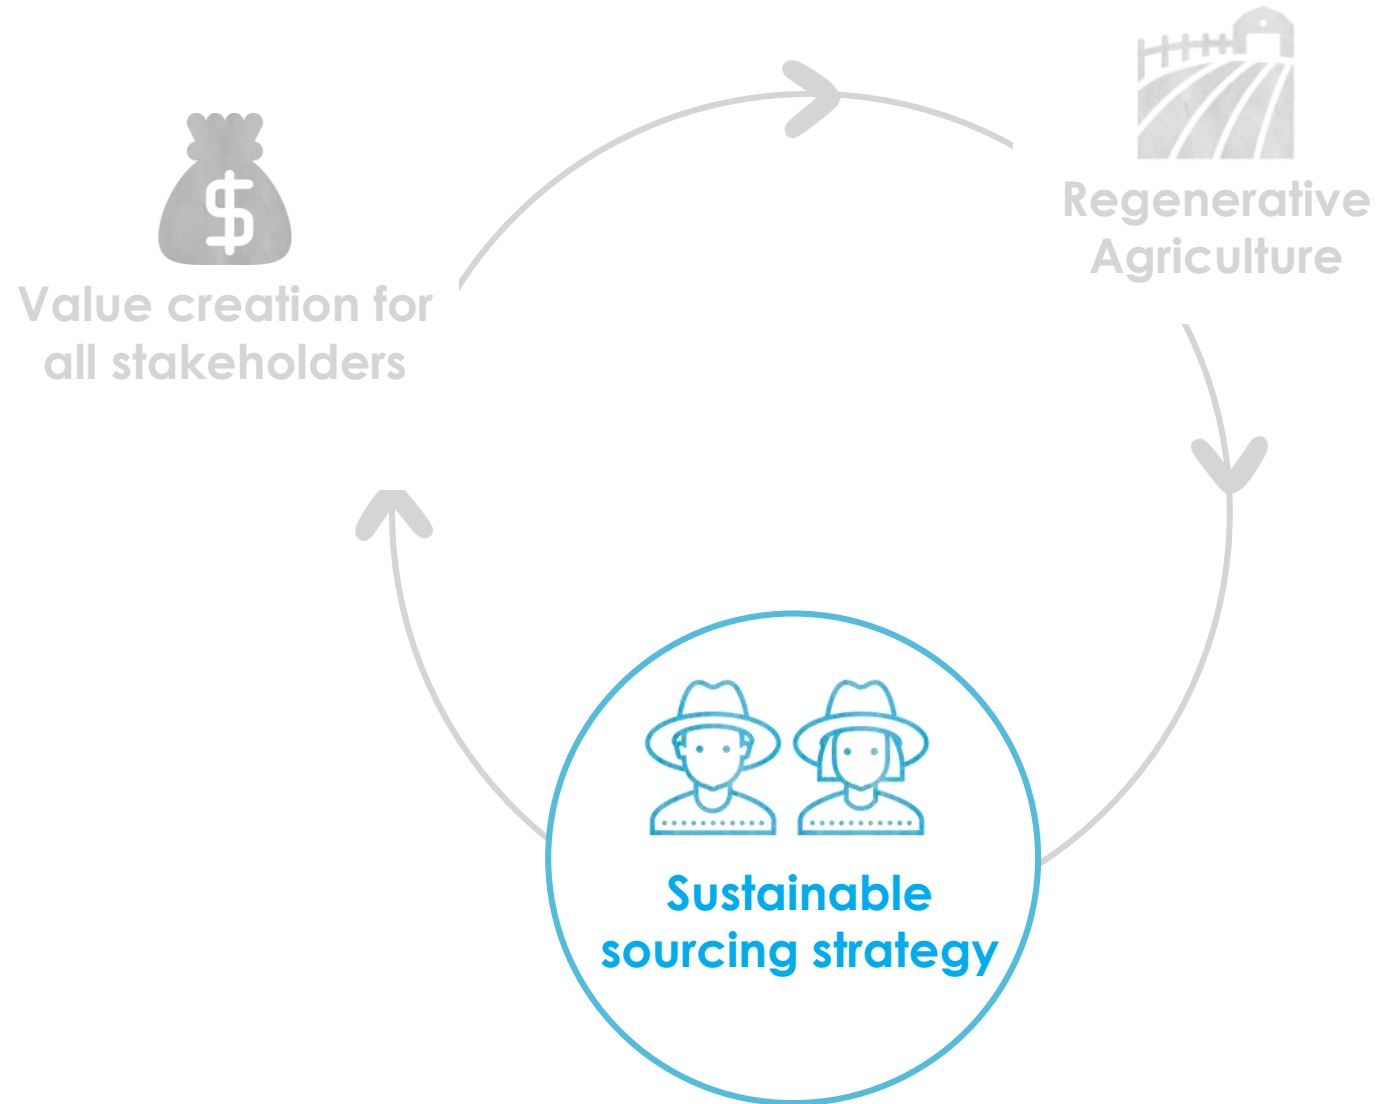 Regenerative
Agriculture
Value creation for
all stakeholders
Sustainable
sourcing strategy